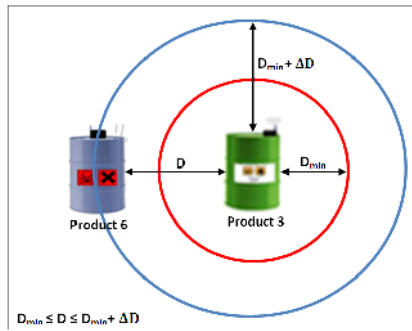 Dmin + ΔD
D
Dmin
Product 6
Product 3
Dmin ≤ D ≤ Dmin + ΔD